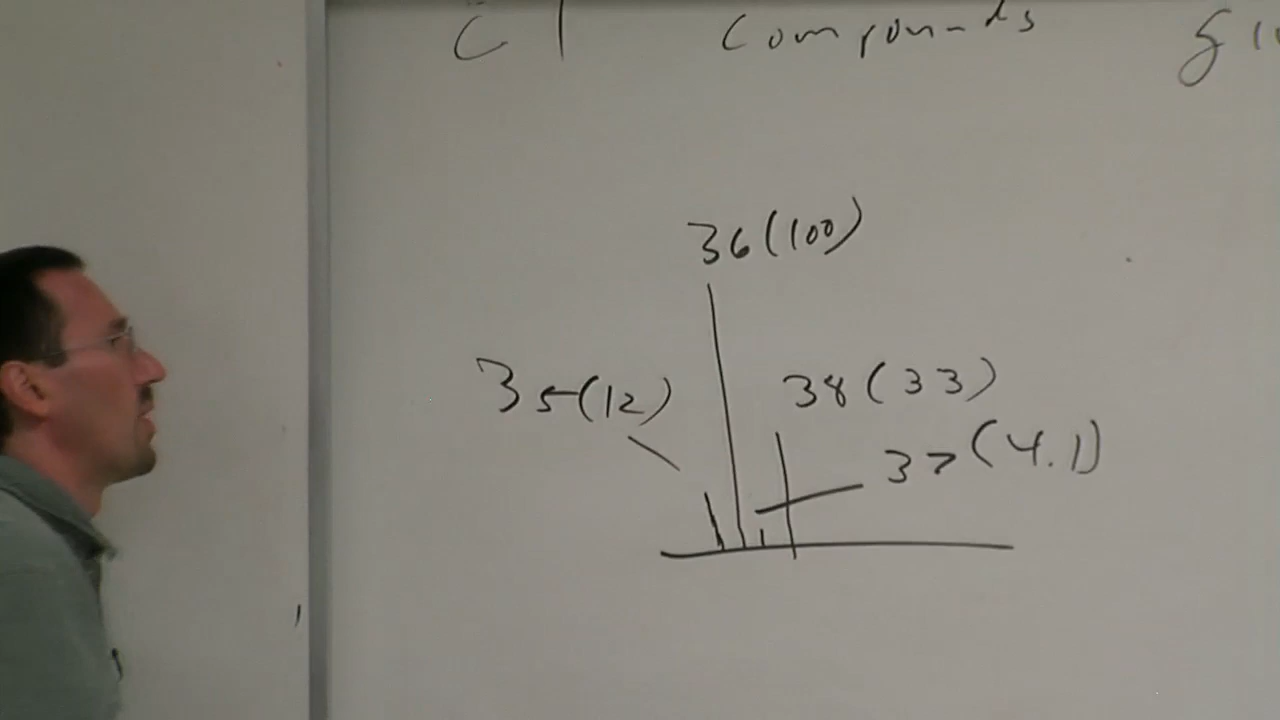 Cl compounds
36(100)
35(12)
38(33)
37(4.1)